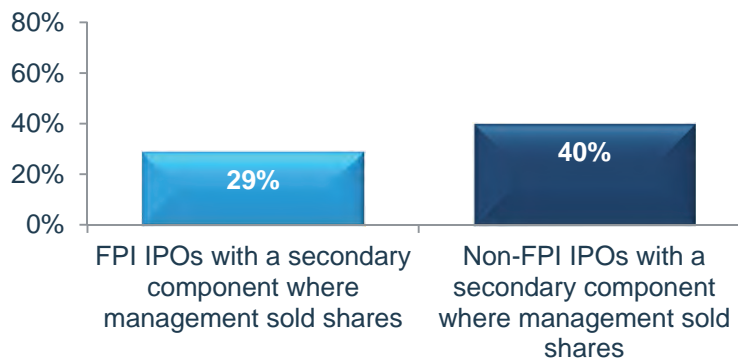 80%
60%
40%
20%
0%
29%
40%
FPI IPOs with a secondary
component where
management sold shares
Non-FPI IPOs with a
secondary component
where management sold
shares